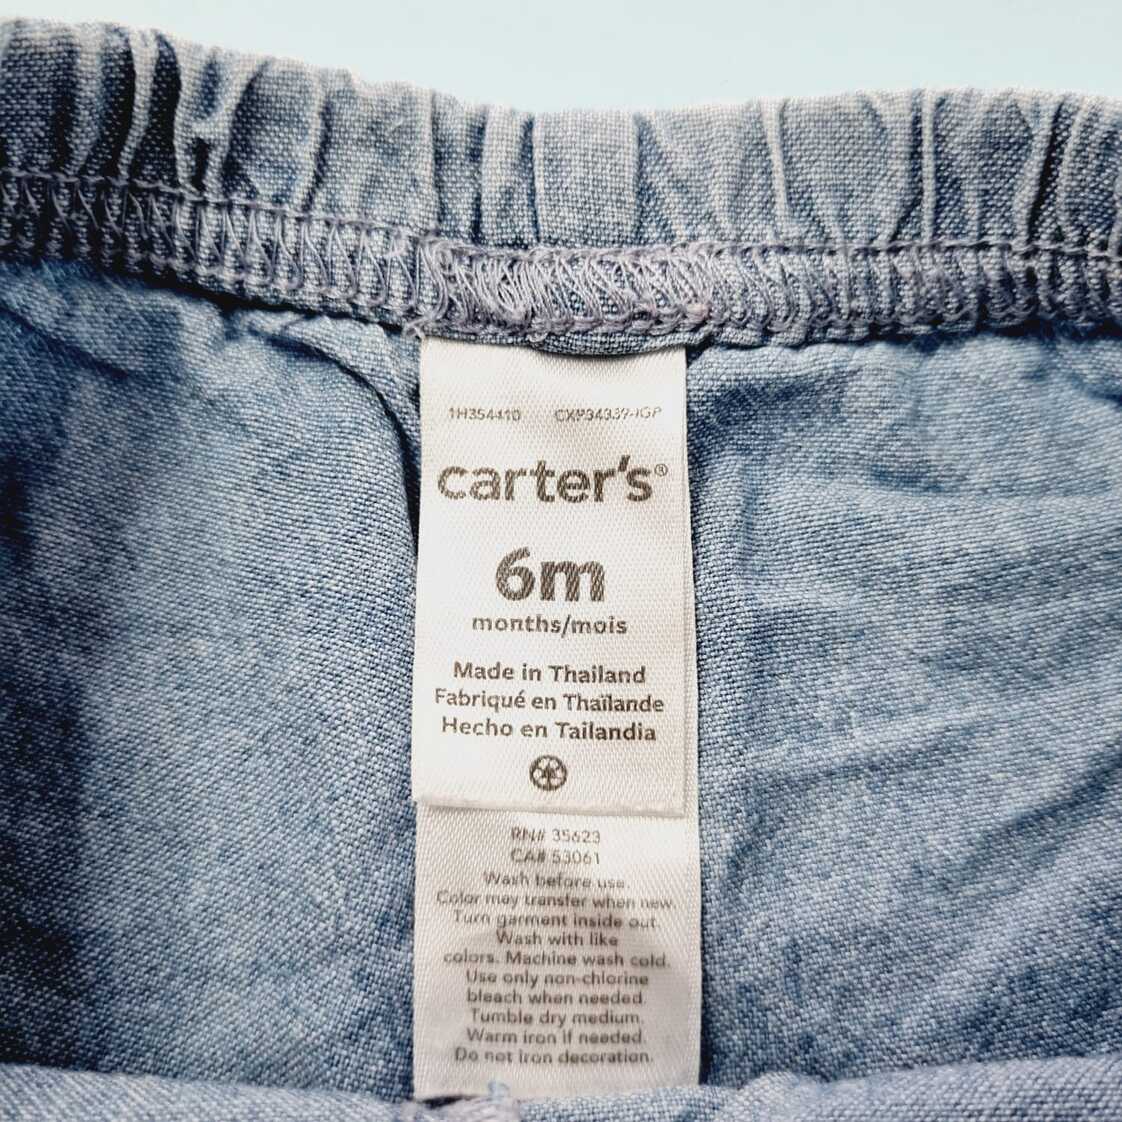 1H354410 CXP34339-IGP
carter's®
6m
months/mois
Made in Thailand
Fabriqué en Thaïlande
Hecho en Tailandia
RN# 35623
CA# 53061
Wash before use.
Color may transfer when new.
Turn garment inside out.
Wash with like
colors. Machine wash cold.
Use only non-chlorine
bleach when needed.
Tumble dry medium.
Warm iron if needed.
Do not iron decoration.